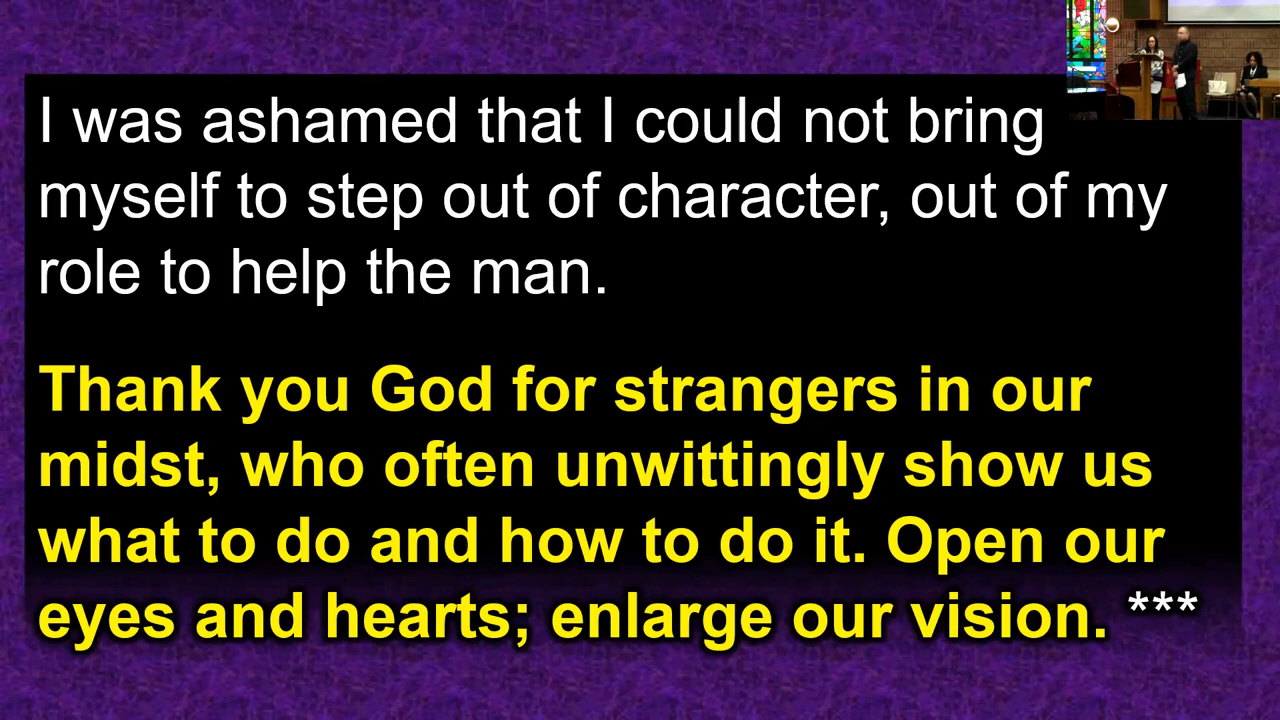 I was ashamed that I could not bring
myself to step out of character, out of my
role to help the man.
Thank you God for strangers in our
midst, who often unwittingly show us
what to do and how to do it. Open our
eyes and hearts; enlarge our vision. ***